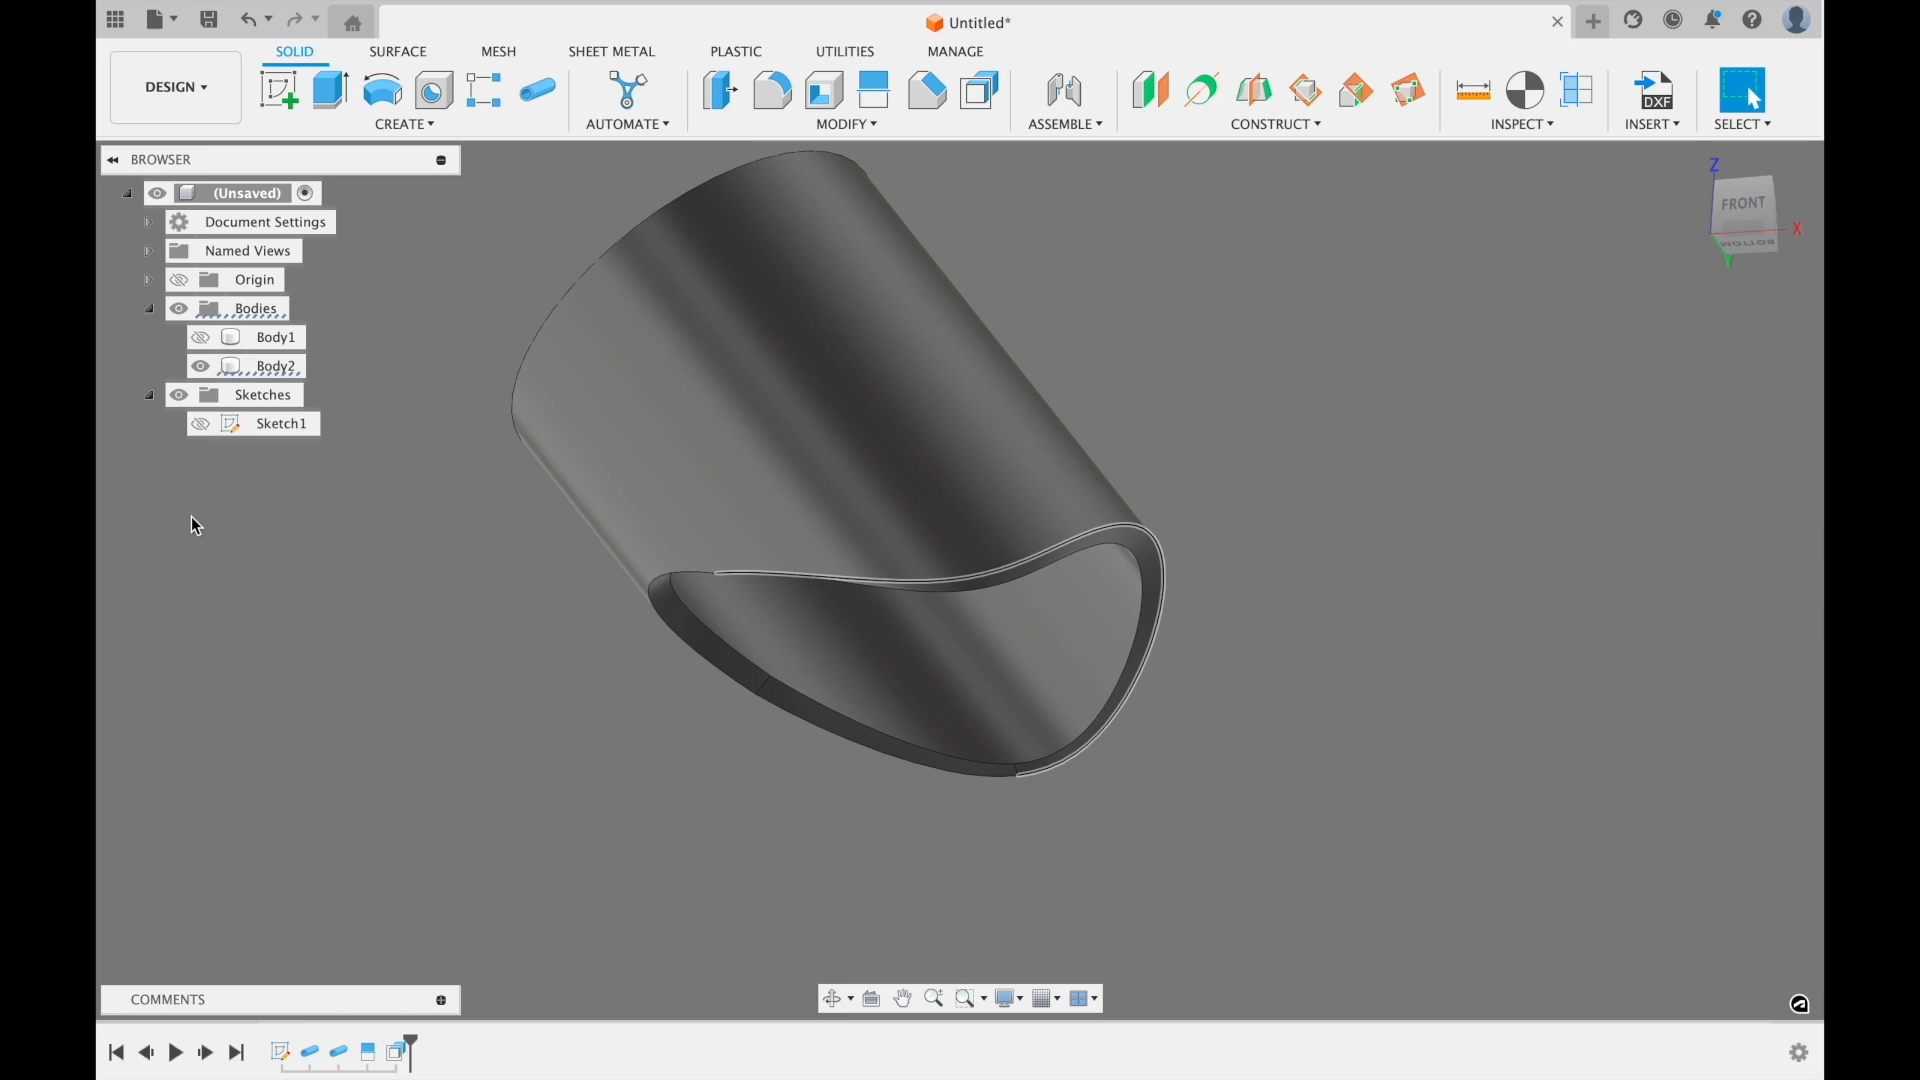 Untitled*
SOLID SURFACE MESH SHEET METAL PLASTIC UTILITIES MANAGE
DESIGN
DXF
CREATE AUTOMATE MODIFY ASSEMBLE CONSTRUCT INSPECT INSERT SELECT
BROWSER
(Unsaved)
Document Settings
Named Views
Origin
Bodies
Body1
Body2
Sketches
Sketch1
Z
FRONT
X
BOTTOM
Y
COMMENTS